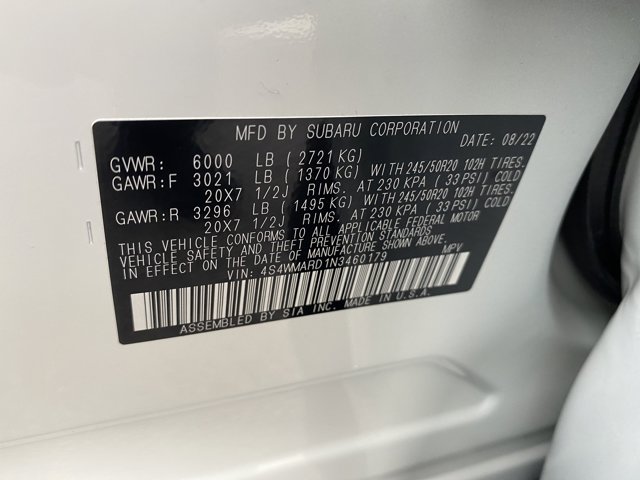 MFD BY SUBARU CORPORATION DATE: 08/22
GVWR: 6000 LB ( 2721 KG)
GAWR:F 3021 LB ( 1370 KG) WITH 245/50R20 102H TIRES.
20X7 1/2J RIMS. AT 230 KPA ( 33 PSI) COLD
GAWR:R 3296 LB ( 1495 KG) WITH 245/50R20 102H TIRES.
20X7 1/2J RIMS. AT 230 KPA ( 33 PSI) COLD
THIS VEHICLE CONFORMS TO ALL APPLICABLE FEDERAL MOTOR
VEHICLE SAFETY AND THEFT PREVENTION STANDARDS
IN EFFECT ON THE DATE OF MANUFACTURE SHOWN ABOVE.
VIN: 4S4WMARD1N3460179 MPV
ASSEMBLED BY SIA INC. MADE IN U.S.A.